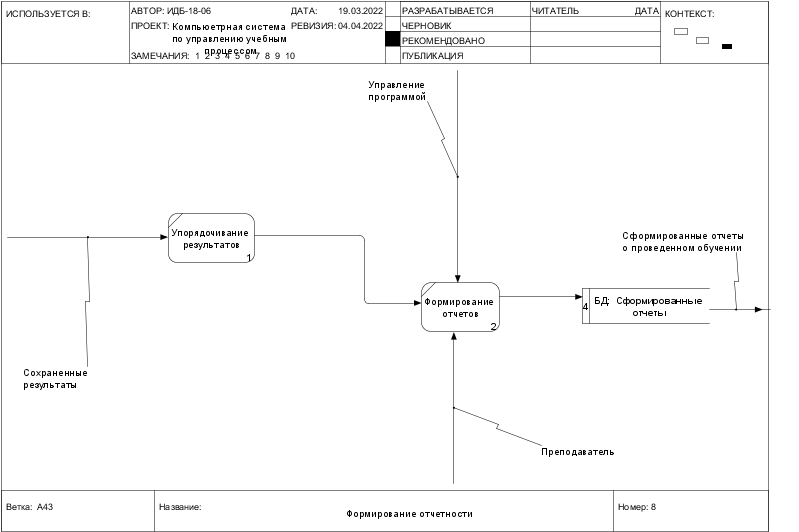 ИСПОЛЬЗУЕТСЯ В:
АВТОР: ИДБ-18-06
ДАТА: 19.03.2022
ПРОЕКТ: Компьюетрная система
по управлению учебным
процессом
РЕВИЗИЯ: 04.04.2022
ЗАМЕЧАНИЯ: 1 2 3 4 5 6 7 8 9 10
РАЗРАБАТЫВАЕТСЯ
ЧЕРНОВИК
РЕКОМЕНДОВАНО
ПУБЛИКАЦИЯ
ЧИТАТЕЛЬ ДАТА
КОНТЕКСТ:
Управление
программой
Упорядочивание
результатов
1
Сформированные отчеты
о проведенном обучении
Формирование
отчетов
2
4
БД: Сформированные
отчеты
Сохраненные
результаты
Преподаватель
Ветка: A43
Название:
Формирование отчетности
Номер: 8